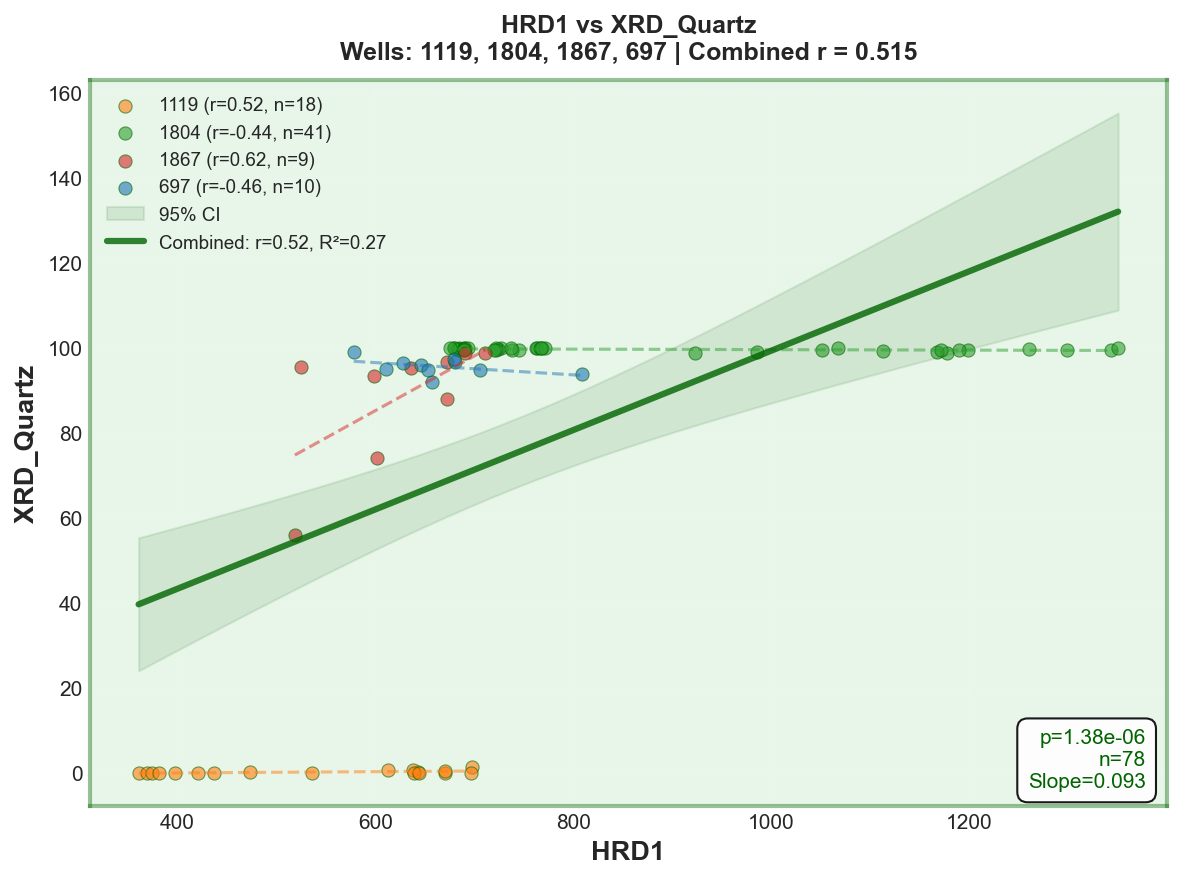 HRD1 vs XRD_Quartz
Wells: 1119, 1804, 1867, 697 | Combined r = 0.515
1119 (r=0.52, n=18)
1804 (r=-0.44, n=41)
1867 (r=0.62, n=9)
697 (r=-0.46, n=10)
95% CI
Combined: r=0.52, R²=0.27
XRD_Quartz
160
140
120
100
80
60
40
20
0
p=1.38e-06
n=78
Slope=0.093
400 600 800 1000 1200
HRD1